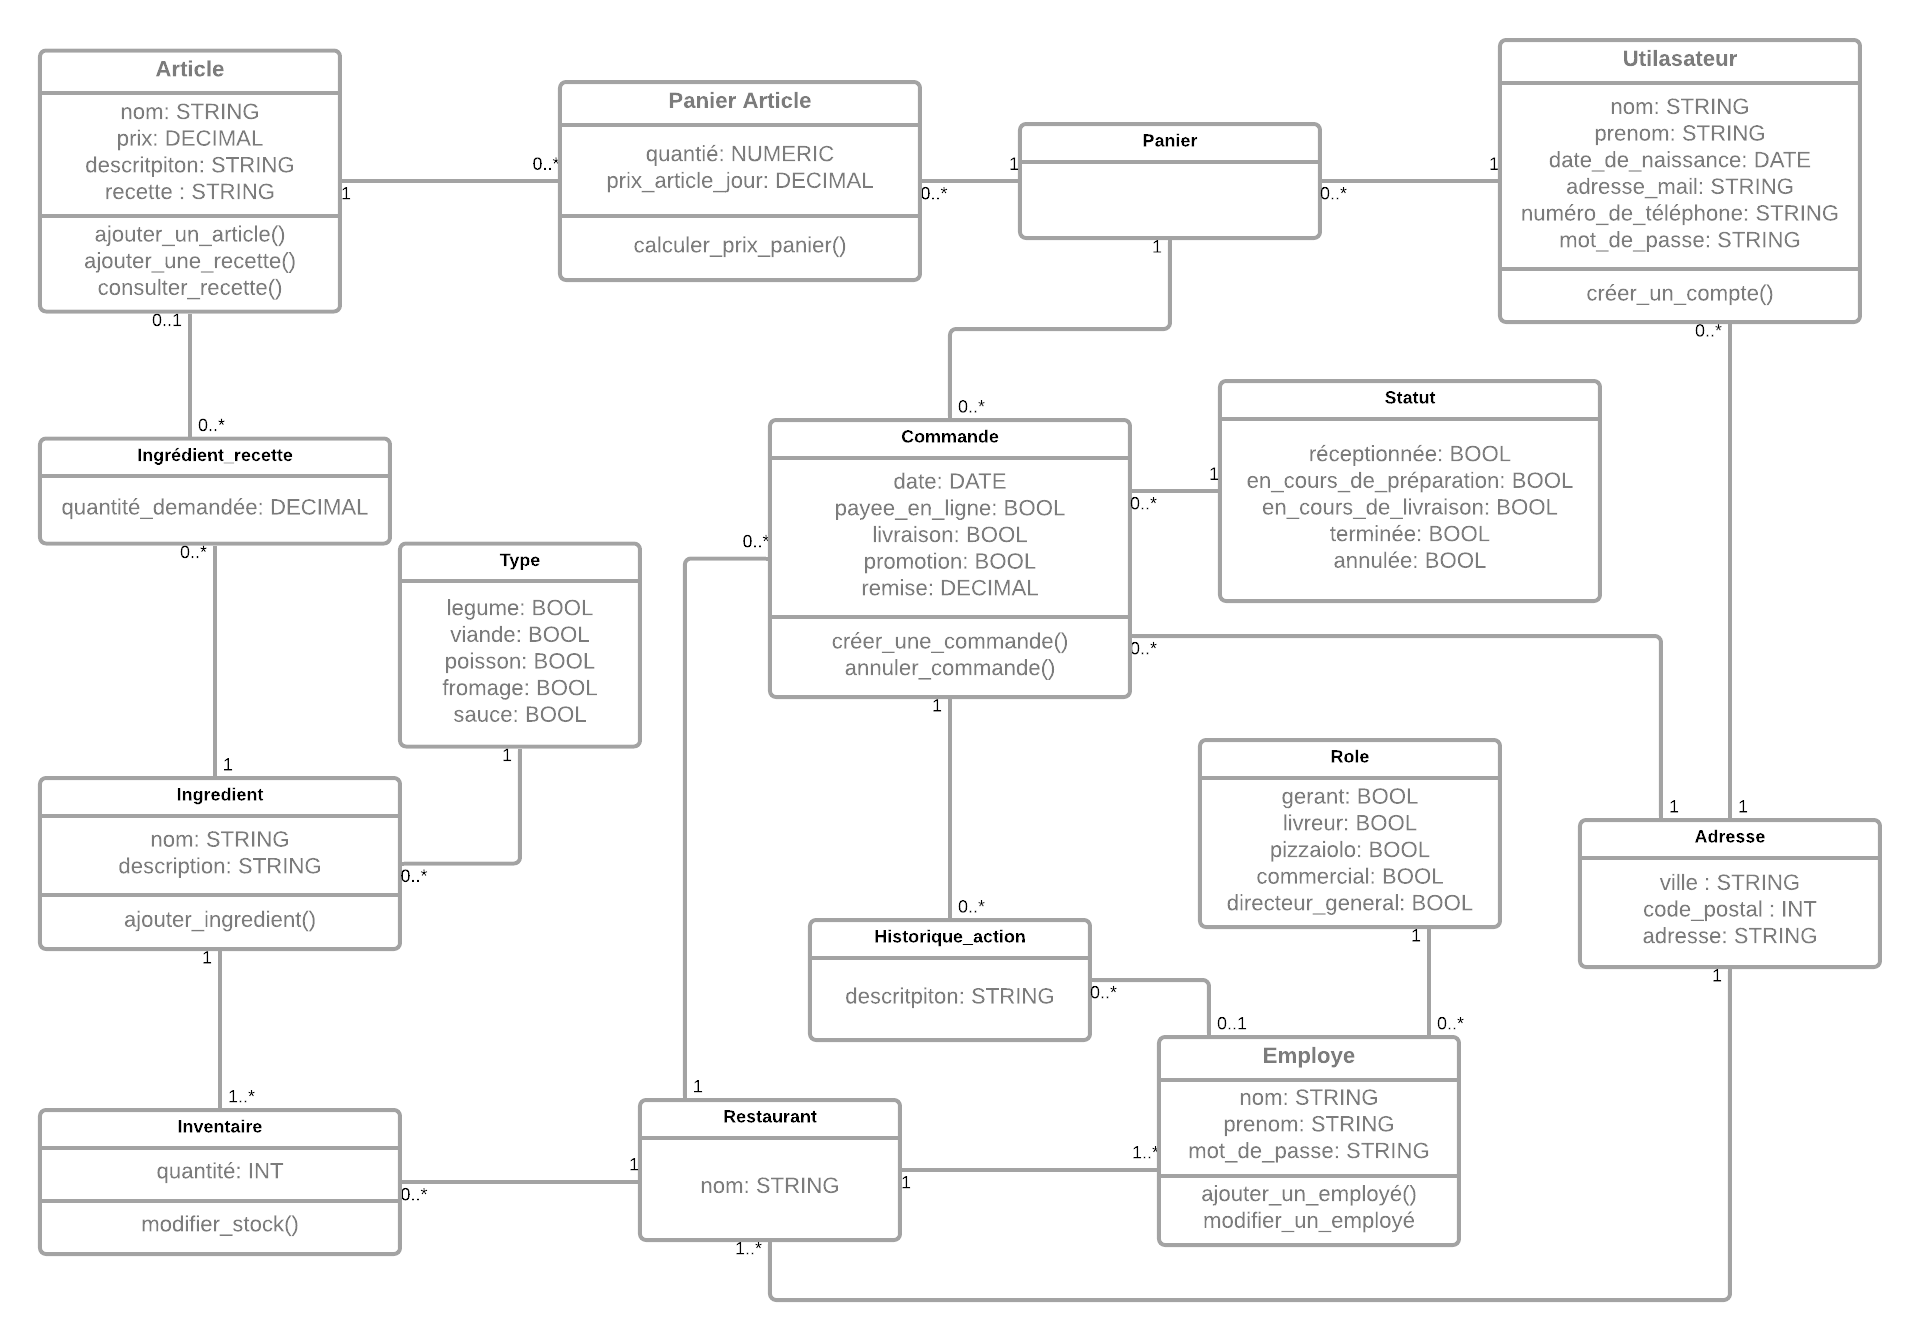 Article
nom: STRING
prix: DECIMAL
descritpiton: STRING
recette : STRING
ajouter_un_article()
ajouter_une_recette()
consulter_recette()
1
0..1
0..*
Panier Article
quantié: NUMERIC
prix_article_jour: DECIMAL
calculer_prix_panier()
0..*
1
Panier
1
0..*
1
Utilasateur
nom: STRING
prenom: STRING
date_de_naissance: DATE
adresse_mail: STRING
numéro_de_téléphone: STRING
mot_de_passe: STRING
créer_un_compte()
0..*
0..*
Ingrédient_recette
quantité_demandée: DECIMAL
0..*
Type
legume: BOOL
viande: BOOL
poisson: BOOL
fromage: BOOL
sauce: BOOL
1
0..*
Commande
date: DATE
payee_en_ligne: BOOL
livraison: BOOL
promotion: BOOL
remise: DECIMAL
créer_une_commande()
annuler_commande()
0..*
0..*
0..*
1
1
Statut
réceptionnée: BOOL
en_cours_de_préparation: BOOL
en_cours_de_livraison: BOOL
terminée: BOOL
annulée: BOOL
1
Ingredient
nom: STRING
description: STRING
ajouter_ingredient()
0..*
1
0..*
Historique_action
descritpiton: STRING
0..*
Role
gerant: BOOL
livreur: BOOL
pizzaiolo: BOOL
commercial: BOOL
directeur_general: BOOL
1
1
1
Adresse
ville : STRING
code_postal : INT
adresse: STRING
1
1..*
Inventaire
quantité: INT
modifier_stock()
0..*
1
1
Restaurant
nom: STRING
1
1..*
0..1
0..*
1..*
Employe
nom: STRING
prenom: STRING
mot_de_passe: STRING
ajouter_un_employé()
modifier_un_employé